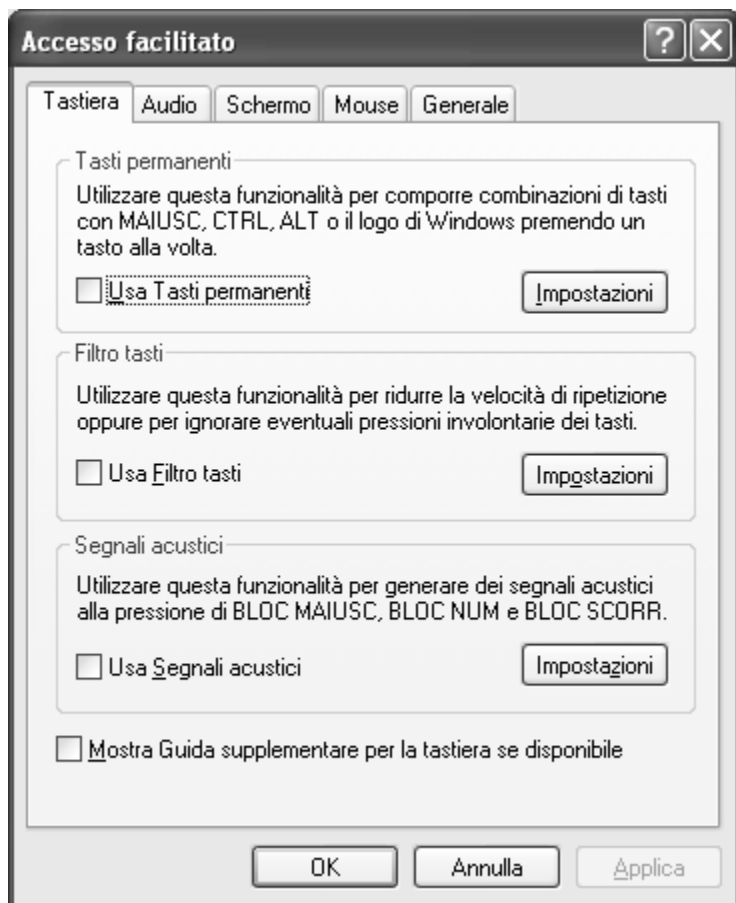 Accesso facilitato
Tastiera Audio Schermo Mouse Generale
Tasti permanenti
Utilizzare questa funzionalità per comporre combinazioni di tasti
con MAIUSC, CTRL, ALT o il logo di Windows premendo un
tasto alla volta.
Usa Tasti permanenti Impostazioni
Filtro tasti
Utilizzare questa funzionalità per ridurre la velocità di ripetizione
oppure per ignorare eventuali pressioni involontarie dei tasti.
Usa Filtro tasti Impostazioni
Segnali acustici
Utilizzare questa funzionalità per generare dei segnali acustici
alla pressione di BLOC MAIUSC, BLOC NUM e BLOC SCORR.
Usa Segnali acustici Impostazioni
Mostra Guida supplementare per la tastiera se disponibile
OK Annulla Applica